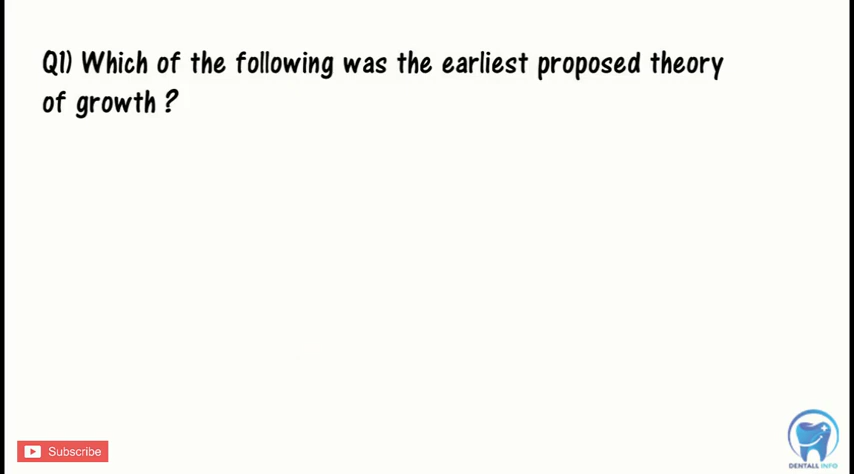 Q1) Which of the following was the earliest proposed theory
of growth ?
Subscribe
DENTALL INFO